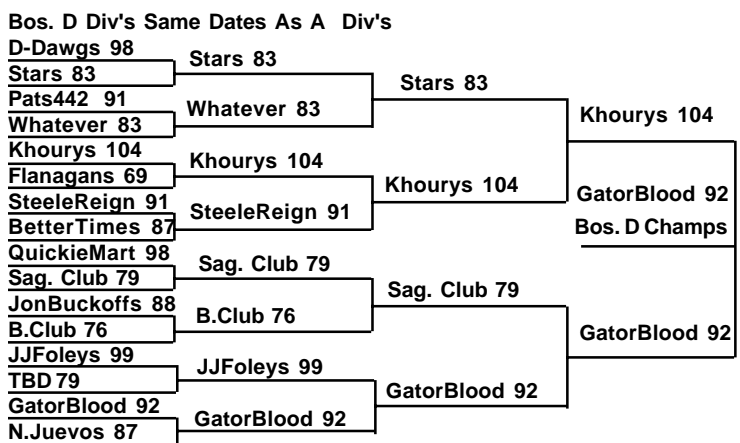 Bos. D Div's Same Dates As A Div's
D-Dawgs 98
Stars 83
Pats442 91
Whatever 83
Khourys 104
Flanagans 69
SteeleReign 91
BetterTimes 87
QuickieMart 98
Sag. Club 79
JonBuckoffs 88
B.Club 76
JJFoleys 99
TBD 79
GatorBlood 92
N.Juevos 87
Stars 83
Whatever 83
Khourys 104
SteeleReign 91
Sag. Club 79
B.Club 76
JJFoleys 99
GatorBlood 92
Stars 83
Khourys 104
Sag. Club 79
GatorBlood 92
Khourys 104
GatorBlood 92
GatorBlood 92
Bos. D Champs